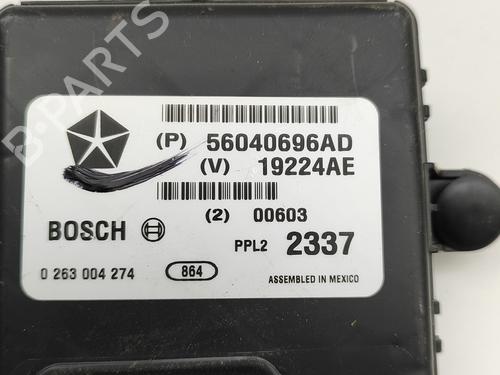 (P) 56040696AD
(V) 19224AE
(2) 00603
BOSCH
PPL2 2337
0 263 004 274 864
ASSEMBLED IN MEXICO
B-PARTS